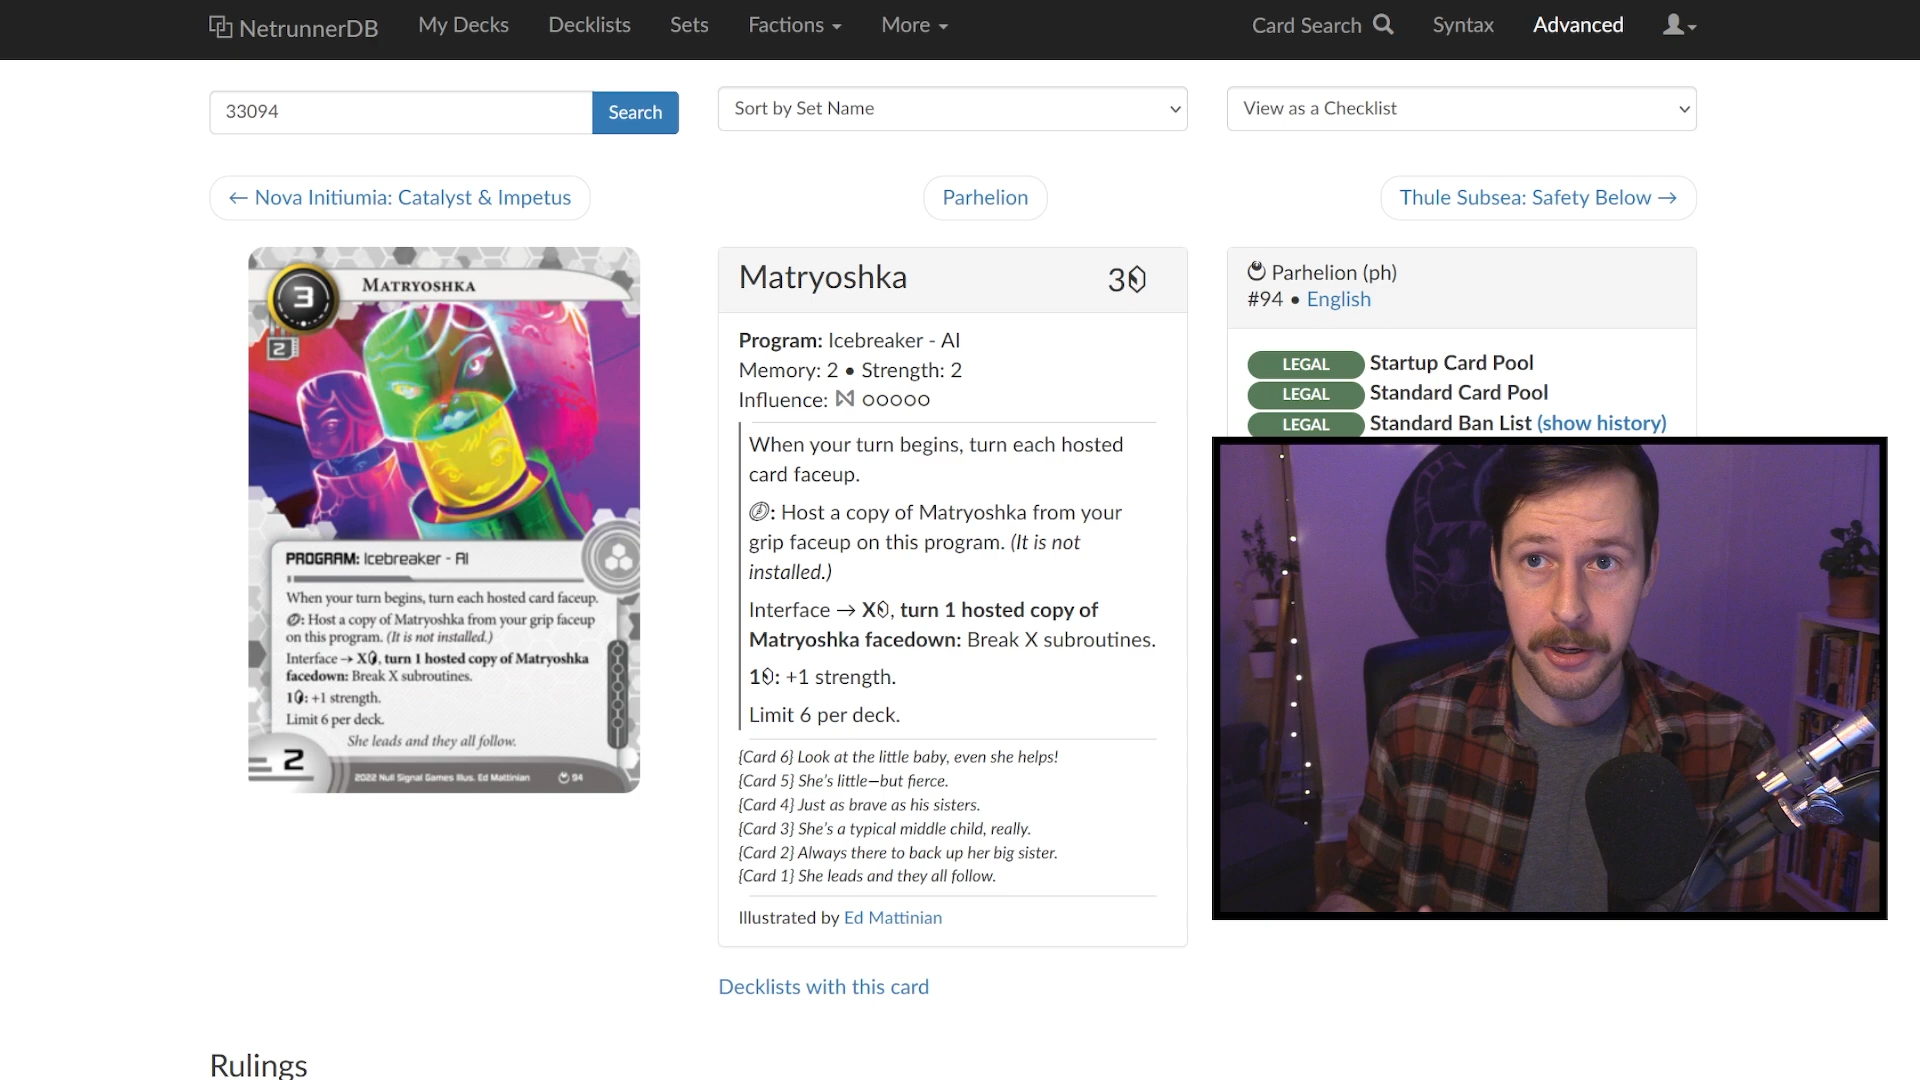 NetrunnerDB My Decks Decklists Sets Factions More Card Search Syntax Advanced
33094 Search Sort by Set Name View as a Checklist
← Nova Initiumia: Catalyst & Impetus Parhelion Thule Subsea: Safety Below →
3 MATRYOSHKA
2
PROGRAM: Icebreaker - AI
When your turn begins, turn each hosted card faceup.
: Host a copy of Matryoshka from your grip faceup
on this program. (It is not installed.)
Interface → X, turn 1 hosted copy of Matryoshka
facedown: Break X subroutines.
1: +1 strength.
Limit 6 per deck.
She leads and they all follow.
2
2022 Null Signal Games Illus. Ed Mattinian 94
Matryoshka 3
Program: Icebreaker - AI
Memory: 2 • Strength: 2
Influence: ○○○○○
When your turn begins, turn each hosted
card faceup.
: Host a copy of Matryoshka from your
grip faceup on this program. (It is not
installed.)
Interface → X, turn 1 hosted copy of
Matryoshka facedown: Break X subroutines.
1: +1 strength.
Limit 6 per deck.
{Card 6} Look at the little baby, even she helps!
{Card 5} She's little—but fierce.
{Card 4} Just as brave as his sisters.
{Card 3} She's a typical middle child, really.
{Card 2} Always there to back up her big sister.
{Card 1} She leads and they all follow.
Illustrated by Ed Mattinian
Decklists with this card
Parhelion (ph)
#94 • English
LEGAL Startup Card Pool
LEGAL Standard Card Pool
LEGAL Standard Ban List (show history)
Rulings